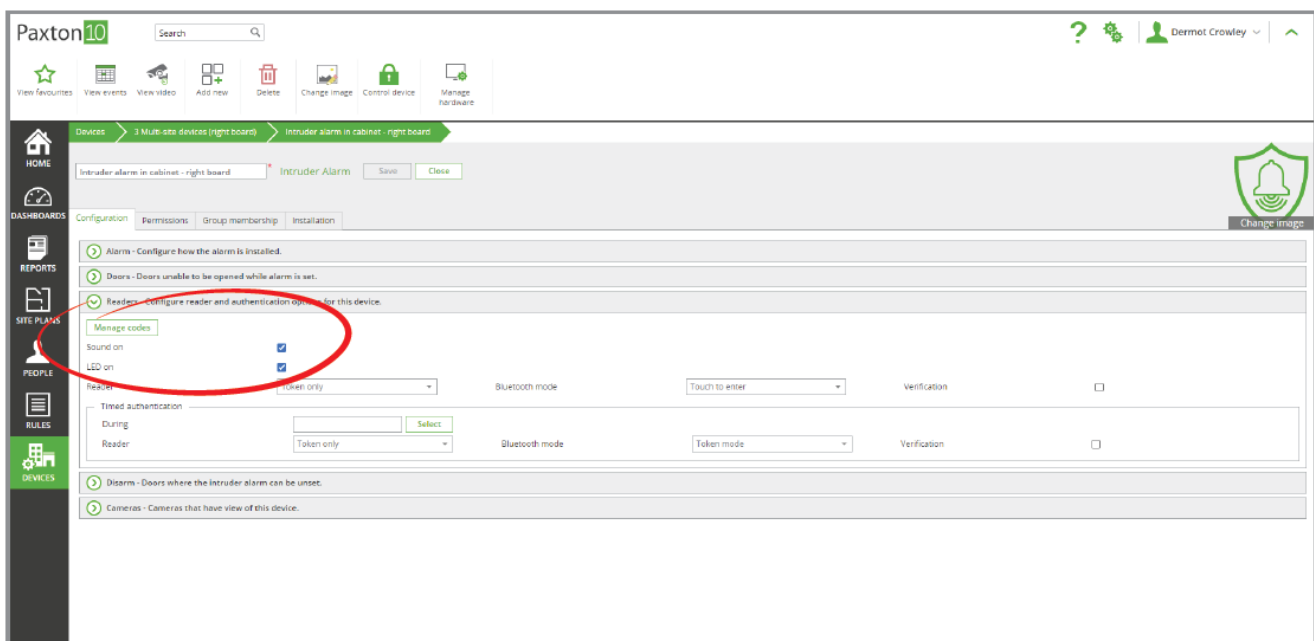 Paxton10
Search
Dermot Crowley
View favourites View events View video Add new Delete Change image Control device Manage hardware
HOME
DASHBOARDS
REPORTS
SITE PLANS
PEOPLE
RULES
DEVICES
Devices 3 Multi-site devices (right board) Intruder alarm in cabinet - right board
Intruder alarm in cabinet - right board * Intruder Alarm Save Close
Change image
Configuration Permissions Group membership Installation
Alarm - Configure how the alarm is installed.
Doors - Doors unable to be opened while alarm is set.
Readers - Configure reader and authentication options for this device.
Manage codes
Sound on
LED on
Reader Token only Bluetooth mode Touch to enter Verification
Timed authentication
During Select
Reader Token only Bluetooth mode Token mode Verification
Disarm - Doors where the intruder alarm can be unset.
Cameras - Cameras that have view of this device.